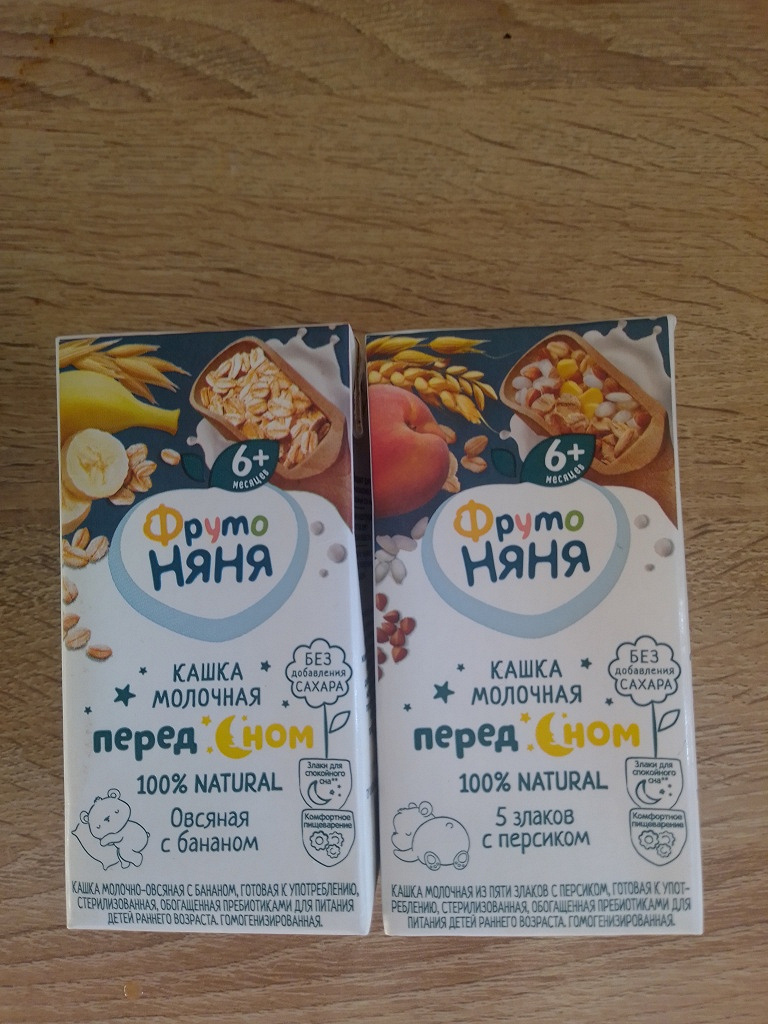 6+
месяцев
Фруто
Няня
КАШКА
МОЛОЧНАЯ
БЕЗ
добавления
САХАРА
перед сном
100% NATURAL
Злаки для
спокойного
сна**
Овсяная
с бананом
Комфортное
пищеварение
КАШКА МОЛОЧНО-ОВСЯНАЯ С БАНАНОМ, ГОТОВАЯ К УПОТРЕБЛЕНИЮ,
СТЕРИЛИЗОВАННАЯ, ОБОГАЩЕННАЯ ПРЕБИОТИКАМИ ДЛЯ ПИТАНИЯ
ДЕТЕЙ РАННЕГО ВОЗРАСТА. ГОМОГЕНИЗИРОВАННАЯ.
6+
месяцев
Фруто
Няня
КАШКА
МОЛОЧНАЯ
БЕЗ
добавления
САХАРА
перед сном
100% NATURAL
Злаки для
спокойного
сна**
5 злаков
с персиком
Комфортное
пищеварение
КАШКА МОЛОЧНАЯ ИЗ ПЯТИ ЗЛАКОВ С ПЕРСИКОМ, ГОТОВАЯ К УПОТ-
РЕБЛЕНИЮ, СТЕРИЛИЗОВАННАЯ, ОБОГАЩЕННАЯ ПРЕБИОТИКАМИ ДЛЯ
ПИТАНИЯ ДЕТЕЙ РАННЕГО ВОЗРАСТА. ГОМОГЕНИЗИРОВАННАЯ.